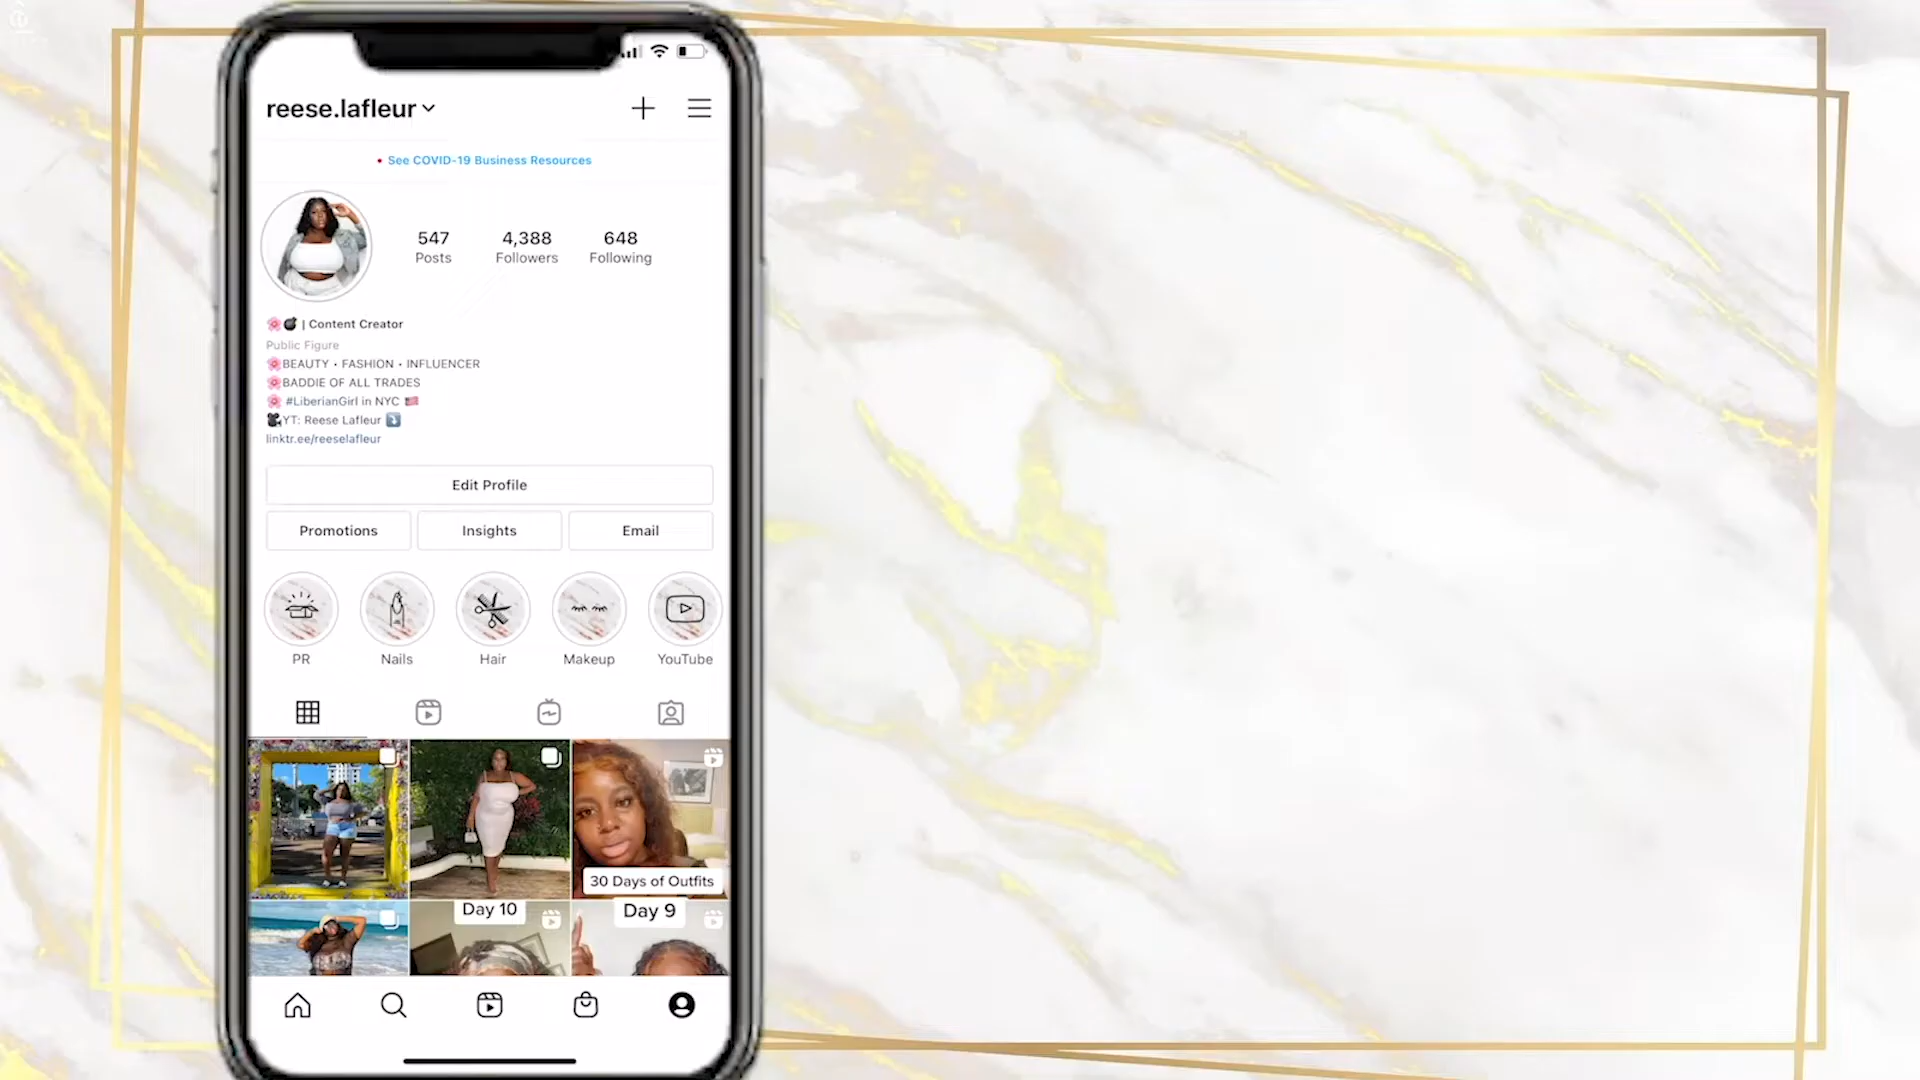 reese.lafleur
• See COVID-19 Business Resources
547
4,388
648
Posts
Followers
Following
| Content Creator
Public Figure
BEAUTY • FASHION • INFLUENCER
BADDIE OF ALL TRADES
#LiberianGirl in NYC
YT: Reese Lafleur
linktr.ee/reeselafleur
Edit Profile
Promotions
Insights
Email
PR
Nails
Hair
Makeup
YouTube
30 Days of Outfits
Day 10
Day 9